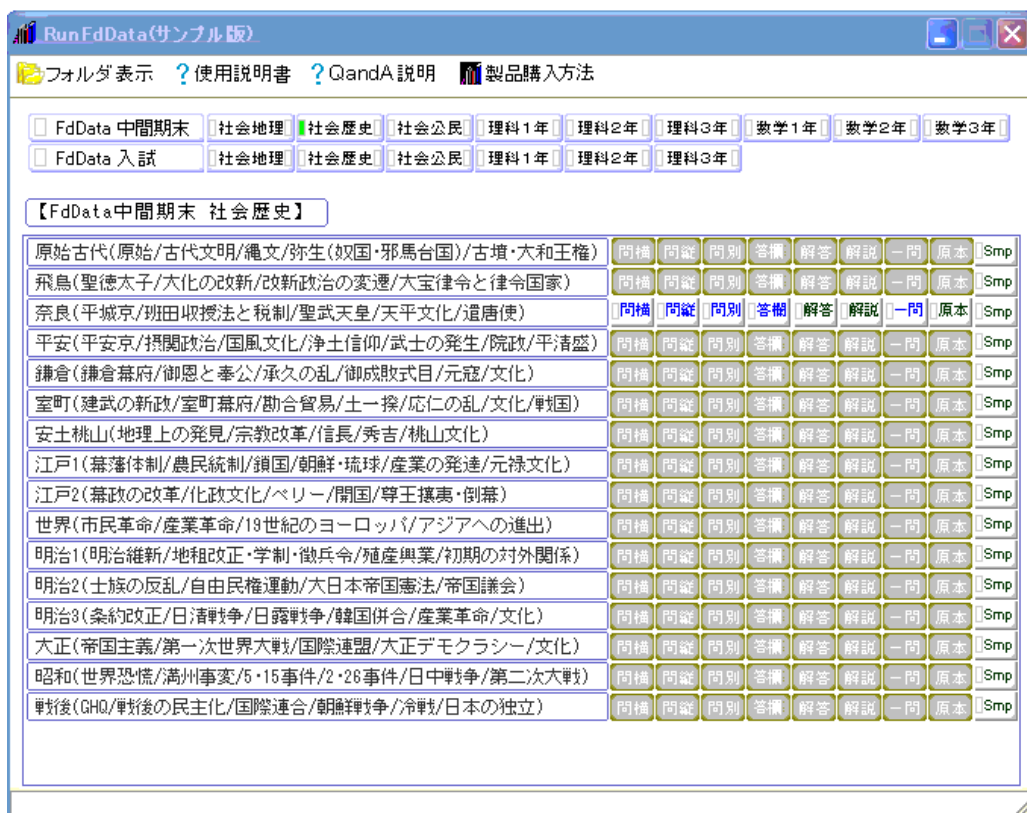 RunFdData(サンプル版)
フォルダ表示 ?使用説明書 ?QandA説明 製品購入方法
FdData 中間期末 社会地理 社会歴史 社会公民 理科1年 理科2年 理科3年 数学1年 数学2年 数学3年
FdData 入試 社会地理 社会歴史 社会公民 理科1年 理科2年 理科3年
【FdData中間期末 社会歴史】
原始古代(原始/古代文明/縄文/弥生(奴国・邪馬台国)/古墳・大和王権) 問横 問縦 問別 答欄 解答 解説 一問 原本 Smp
飛鳥(聖徳太子/大化の改新/改新政治の変遷/大宝律令と律令国家) 問横 問縦 問別 答欄 解答 解説 一問 原本 Smp
奈良(平城京/班田収授法と税制/聖武天皇/天平文化/遣唐使) 問横 問縦 問別 答欄 解答 解説 一問 原本 Smp
平安(平安京/摂関政治/国風文化/浄土信仰/武士の発生/院政/平清盛) 問横 問縦 問別 答欄 解答 解説 一問 原本 Smp
鎌倉(鎌倉幕府/御恩と奉公/承久の乱/御成敗式目/元寇/文化) 問横 問縦 問別 答欄 解答 解説 一問 原本 Smp
室町(建武の新政/室町幕府/勘合貿易/土一揆/応仁の乱/文化/戦国) 問横 問縦 問別 答欄 解答 解説 一問 原本 Smp
安土桃山(地理上の発見/宗教改革/信長/秀吉/桃山文化) 問横 問縦 問別 答欄 解答 解説 一問 原本 Smp
江戸1(幕藩体制/農民統制/鎖国/朝鮮・琉球/産業の発達/元禄文化) 問横 問縦 問別 答欄 解答 解説 一問 原本 Smp
江戸2(幕政の改革/化政文化/ペリー/開国/尊王攘夷・倒幕) 問横 問縦 問別 答欄 解答 解説 一問 原本 Smp
世界(市民革命/産業革命/19世紀のヨーロッパ/アジアへの進出) 問横 問縦 問別 答欄 解答 解説 一問 原本 Smp
明治1(明治維新/地租改正・学制・徴兵令/殖産興業/初期の対外関係) 問横 問縦 問別 答欄 解答 解説 一問 原本 Smp
明治2(士族の反乱/自由民権運動/大日本帝国憲法/帝国議会) 問横 問縦 問別 答欄 解答 解説 一問 原本 Smp
明治3(条約改正/日清戦争/日露戦争/韓国併合/産業革命/文化) 問横 問縦 問別 答欄 解答 解説 一問 原本 Smp
大正(帝国主義/第一次世界大戦/国際連盟/大正デモクラシー/文化) 問横 問縦 問別 答欄 解答 解説 一問 原本 Smp
昭和(世界恐慌/満州事変/5・15事件/2・26事件/日中戦争/第二次大戦) 問横 問縦 問別 答欄 解答 解説 一問 原本 Smp
戦後(GHQ/戦後の民主化/国際連合/朝鮮戦争/冷戦/日本の独立) 問横 問縦 問別 答欄 解答 解説 一問 原本 Smp